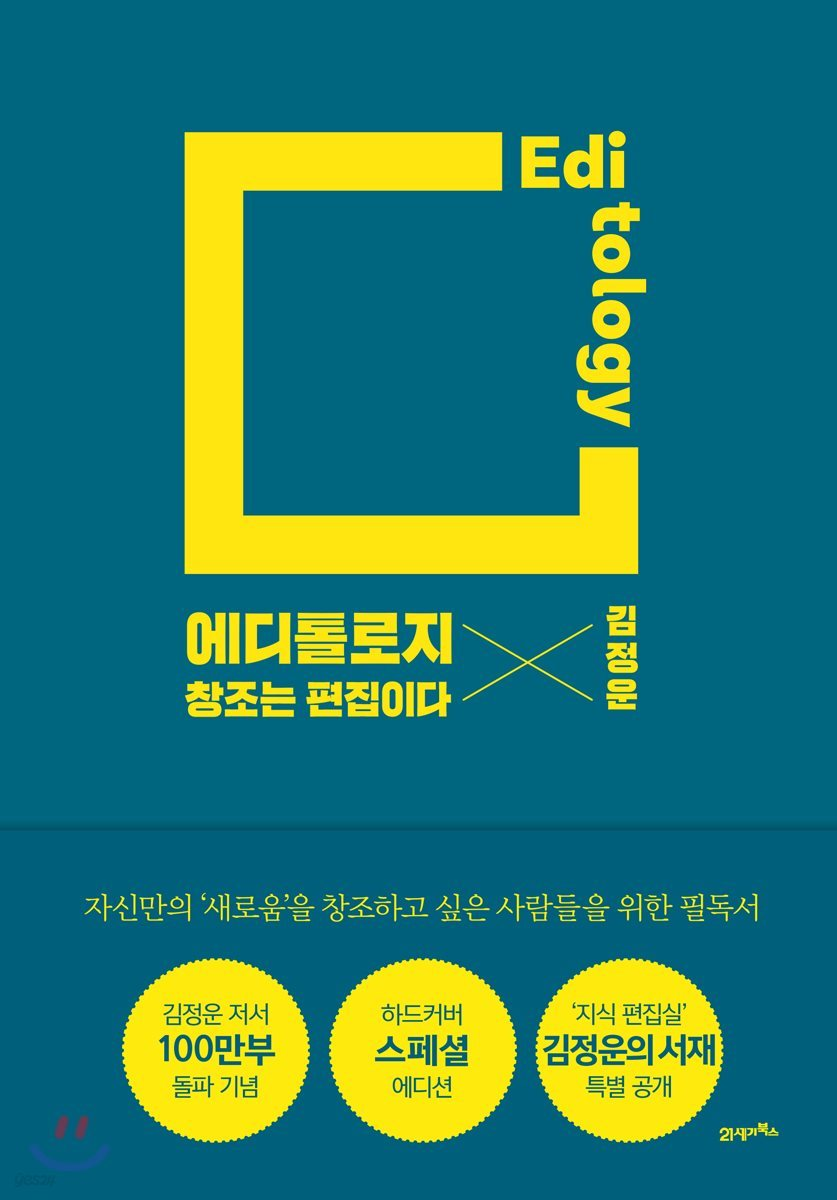 Edi
tology
에디톨로지
창조는 편집이다
김정운
자신만의 '새로움'을 창조하고 싶은 사람들을 위한 필독서
김정운 저서
100만부
돌파 기념
하드커버
스페셜
에디션
'지식 편집실'
김정운의 서재
특별 공개
21세기북스
yes24